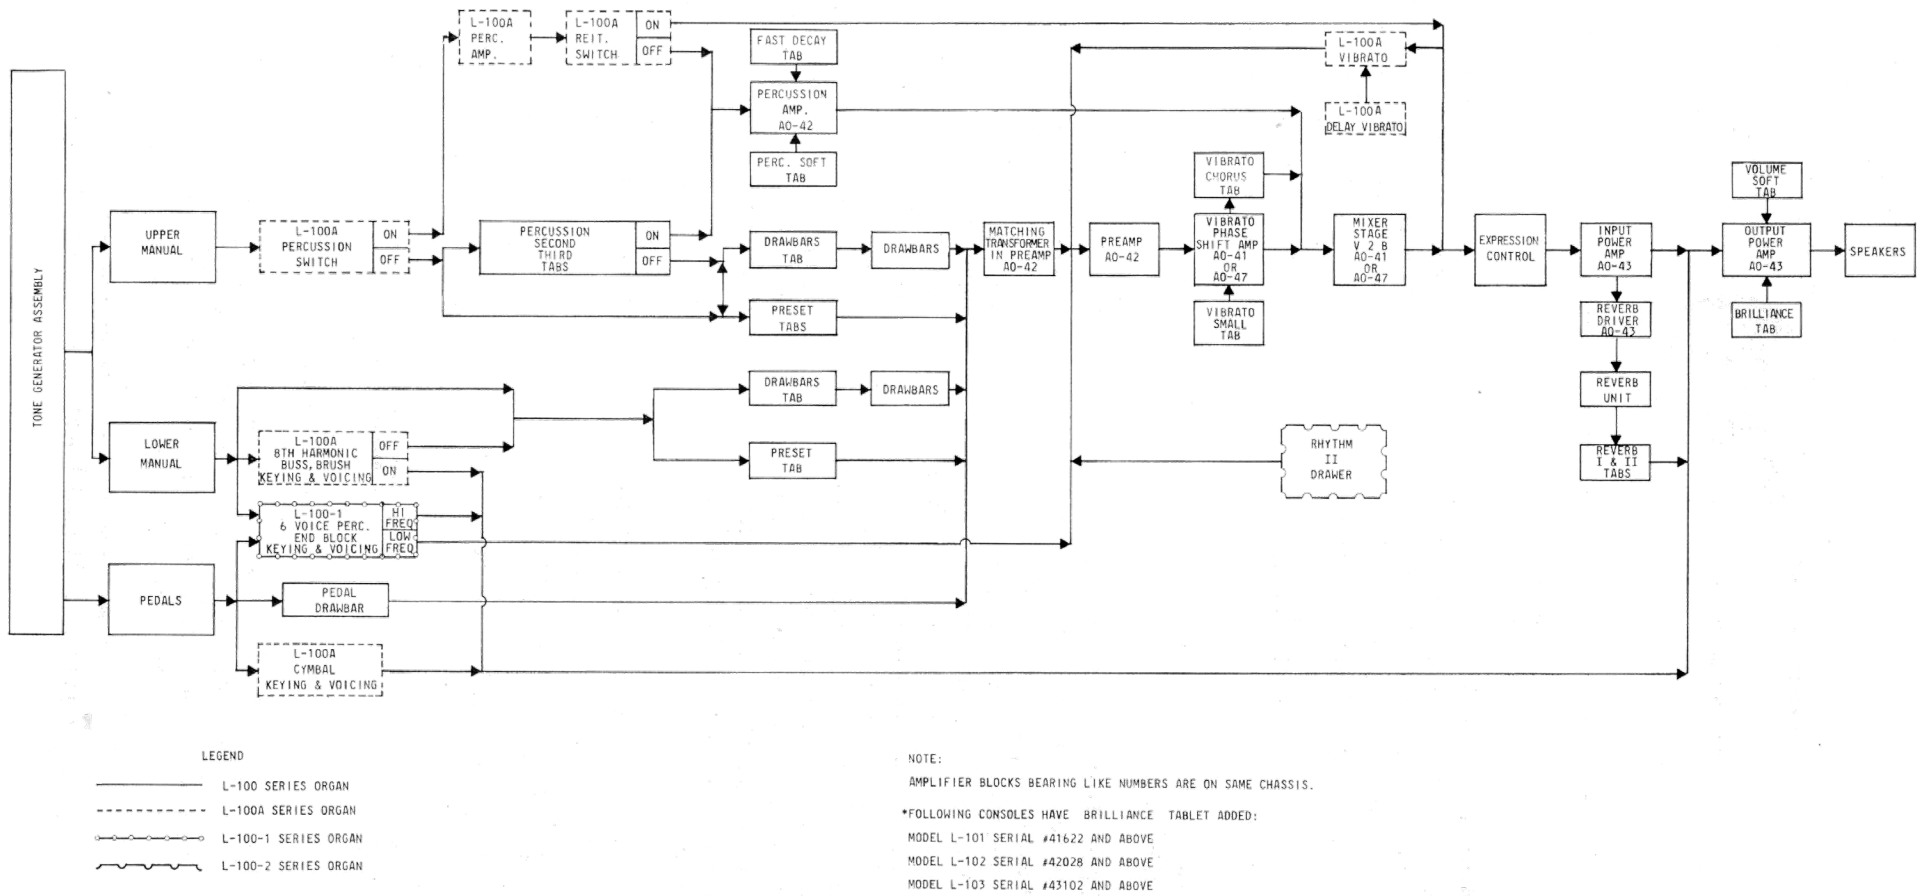 L-100A
PERC.
AMP.
L-100A
REIT.
SWITCH
ON
OFF
FAST DECAY
TAB
PERCUSSION
AMP.
AO-42
PERC. SOFT
TAB
L-100A
VIBRATO
L-100A
DELAY VIBRATO
TONE GENERATOR ASSEMBLY
UPPER
MANUAL
L-100A
PERCUSSION
SWITCH
ON
OFF
PERCUSSION
SECOND
THIRD
TABS
ON
OFF
DRAWBARS
TAB
DRAWBARS
PRESET
TABS
MATCHING
TRANSFORMER
IN PREAMP
AO-42
PREAMP
AO-42
VIBRATO
CHORUS
TAB
VIBRATO
PHASE
SHIFT AMP
AO-41
OR
AO-47
VIBRATO
SMALL
TAB
MIXER
STAGE
V 2 B
AO-41
OR
AO-47
EXPRESSION
CONTROL
INPUT
POWER
AMP
AO-43
REVERB
DRIVER
AO-43
REVERB
UNIT
REVERB
I & II
TABS
VOLUME
SOFT
TAB
OUTPUT
POWER
AMP
AO-43
BRILLIANCE
TAB
SPEAKERS
LOWER
MANUAL
L-100A
8TH HARMONIC
BUSS, BRUSH
KEYING & VOICING
OFF
ON
DRAWBARS
TAB
DRAWBARS
PRESET
TAB
RHYTHM
II
DRAWER
L-100-1
6 VOICE PERC.
END BLOCK
KEYING & VOICING
HI
FREQ
LOW
FREQ
PEDALS
PEDAL
DRAWBAR
L-100A
CYMBAL
KEYING & VOICING
LEGEND
L-100 SERIES ORGAN
L-100A SERIES ORGAN
L-100-1 SERIES ORGAN
L-100-2 SERIES ORGAN
NOTE:
AMPLIFIER BLOCKS BEARING LIKE NUMBERS ARE ON SAME CHASSIS.
*FOLLOWING CONSOLES HAVE BRILLIANCE TABLET ADDED:
MODEL L-101 SERIAL #41622 AND ABOVE
MODEL L-102 SERIAL #42028 AND ABOVE
MODEL L-103 SERIAL #43102 AND ABOVE